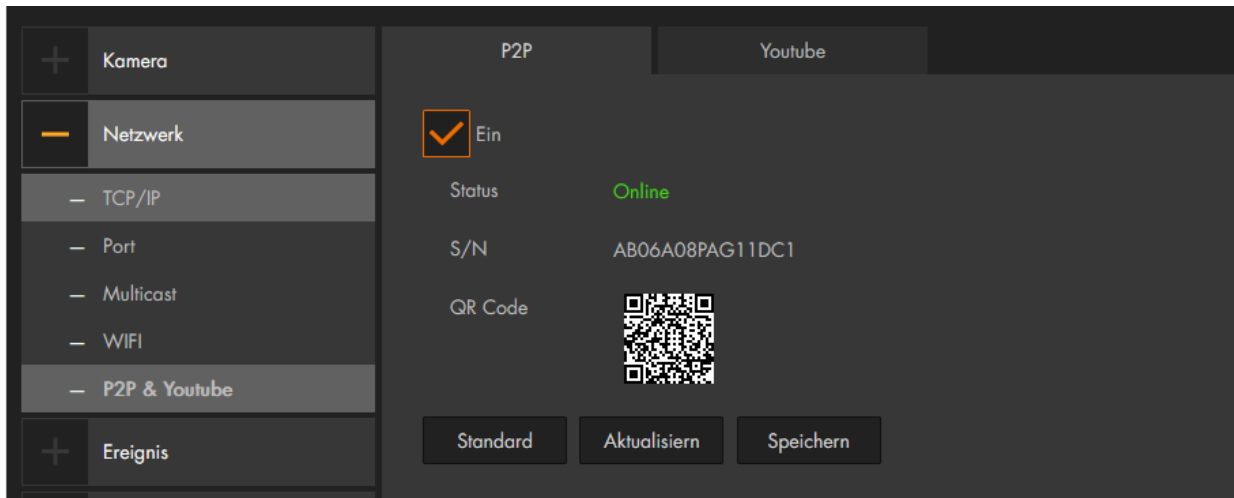 Kamera
Netzwerk
– TCP/IP
– Port
– Multicast
– WIFI
– P2P & Youtube
Ereignis
P2P
Youtube
Ein
Status Online
S/N AB06A08PAG11DC1
QR Code
Standard Aktualisiern Speichern